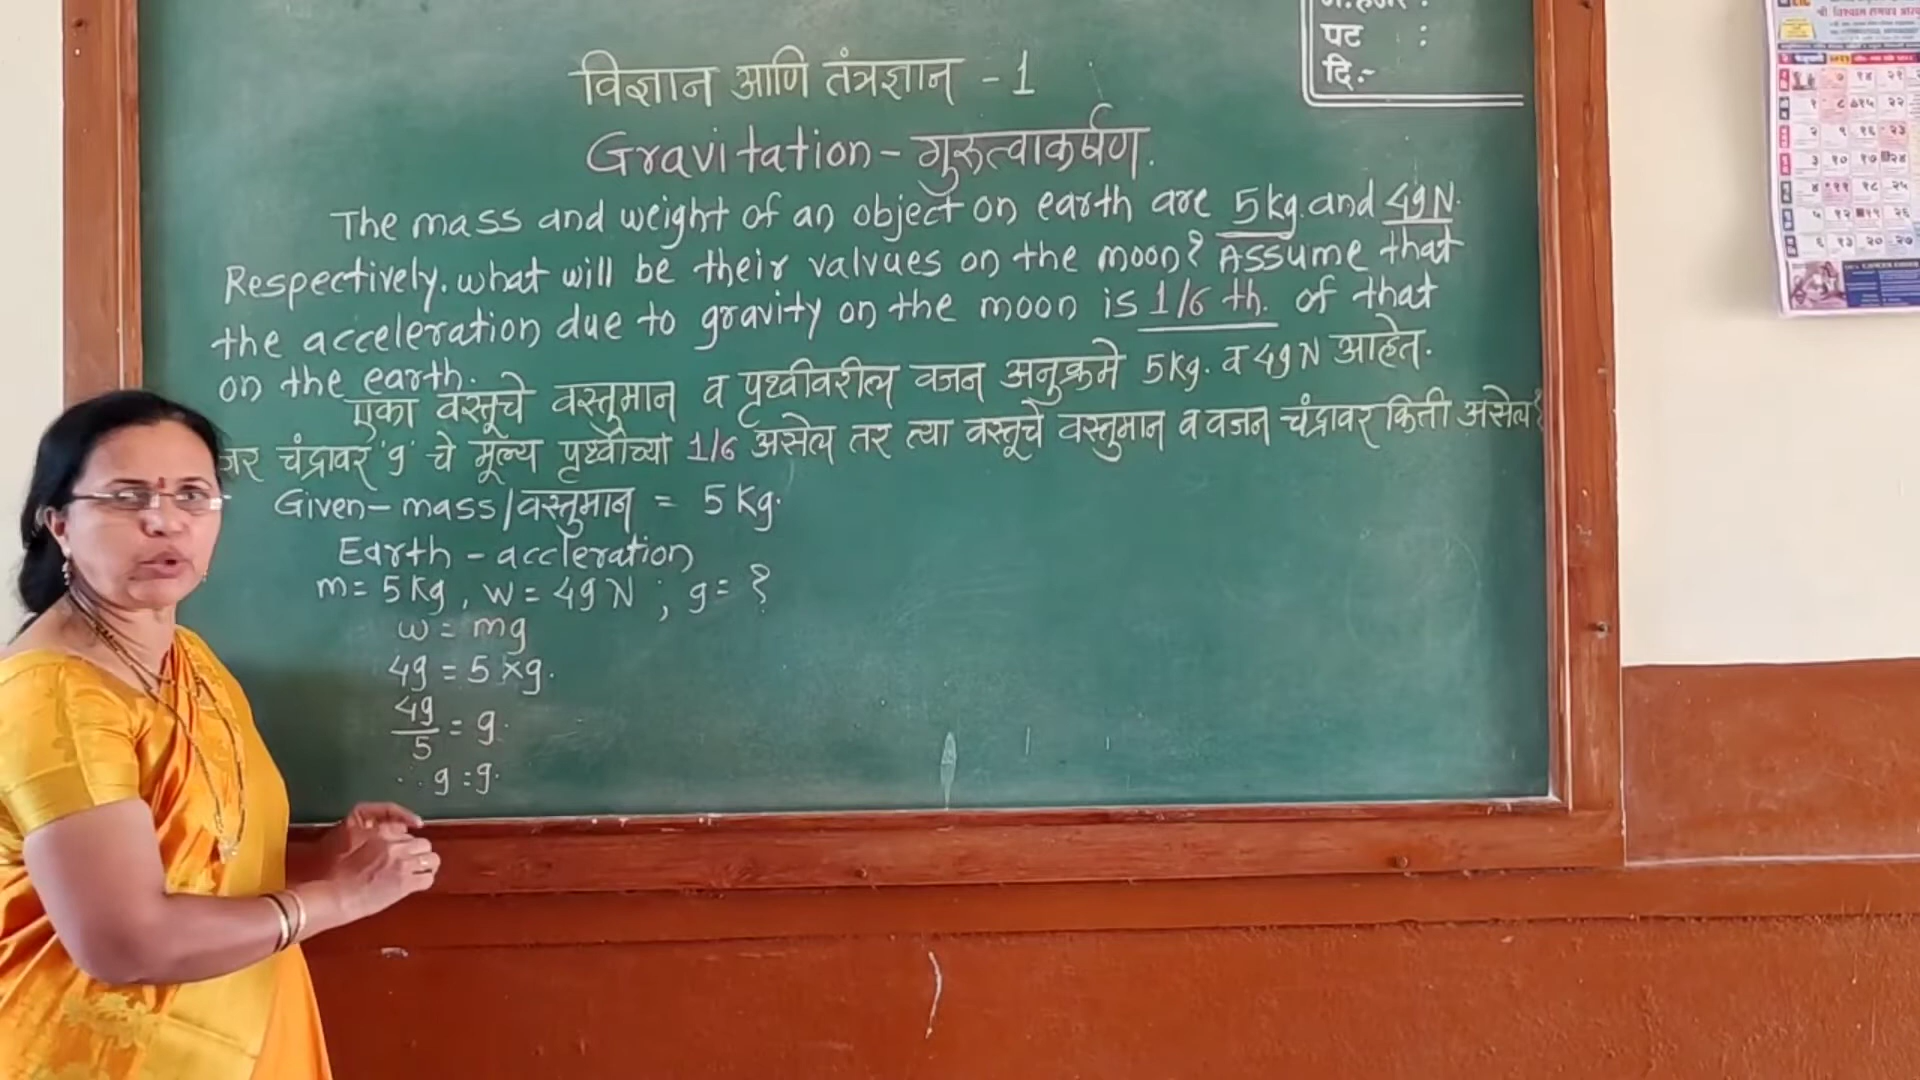 पट :
दि.-
विज्ञान आणि तंत्रज्ञान - 1
Gravitation - गुरुत्वाकर्षण.
The mass and weight of an object on earth are 5kg. and 49N.
Respectively. what will be their valvues on the moon? Assume that
the acceleration due to gravity on the moon is 1/6 th. of that
on the earth.
एका वस्तूचे वस्तुमान व पृथ्वीवरील वजन अनुक्रमे 5kg. व 49N आहेत.
जर चंद्रावर 'g' चे मूल्य पृथ्वीच्या 1/6 असेल तर त्या वस्तूचे वस्तुमान व वजन चंद्रावर किती असेल?
Given - mass/वस्तुमान = 5 Kg.
Earth - accleration
m = 5 Kg, w = 49 N ; g = ?
w = mg
49 = 5 × g.
49/5 = g.
∴ g = g.